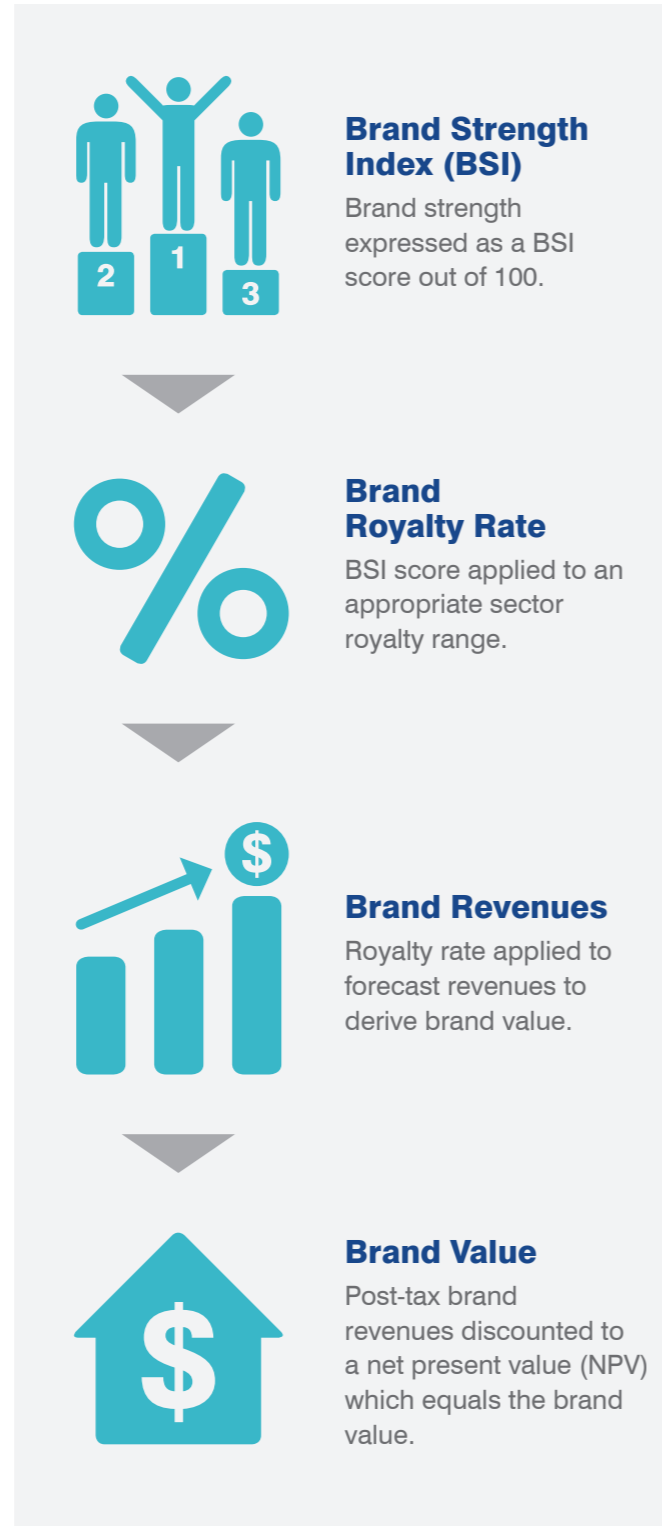 2
1
3
Brand Strength
Index (BSI)
Brand strength
expressed as a BSI
score out of 100.
%
Brand
Royalty Rate
BSI score applied to an
appropriate sector
royalty range.
$
Brand Revenues
Royalty rate applied to
forecast revenues to
derive brand value.
$
Brand Value
Post-tax brand
revenues discounted to
a net present value (NPV)
which equals the brand
value.